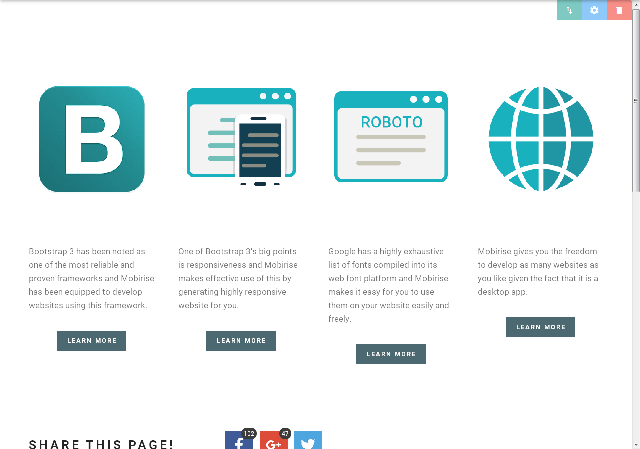 B
ROBOTO
Bootstrap 3 has been noted as
one of the most reliable and
proven frameworks and Mobirise
has been equipped to develop
websites using this framework.
LEARN MORE
One of Bootstrap 3's big points
is responsiveness and Mobirise
makes effective use of this by
generating highly responsive
website for you.
LEARN MORE
Google has a highly exhaustive
list of fonts compiled into its
web font platform and Mobirise
makes it easy for you to use
them on your website easily and
freely.
LEARN MORE
Mobirise gives you the freedom
to develop as many websites as
you like given the fact that it is a
desktop app.
LEARN MORE
SHARE THIS PAGE!
102
47